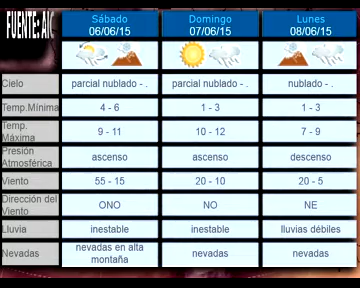 FUENTE: AIC
Sábado Domingo Lunes
06/06/15 07/06/15 08/06/15
Cielo parcial nublado - . parcial nublado - . nublado - .
Temp.Mínima 4 - 6 1 - 3 1 - 3
Temp. Máxima 9 - 11 10 - 12 7 - 9
Presión Atmosférica ascenso ascenso descenso
Viento 55 - 15 20 - 10 20 - 5
Dirección del Viento ONO NO NE
Lluvia inestable inestable lluvias débiles
Nevadas nevadas en alta montaña nevadas nevadas